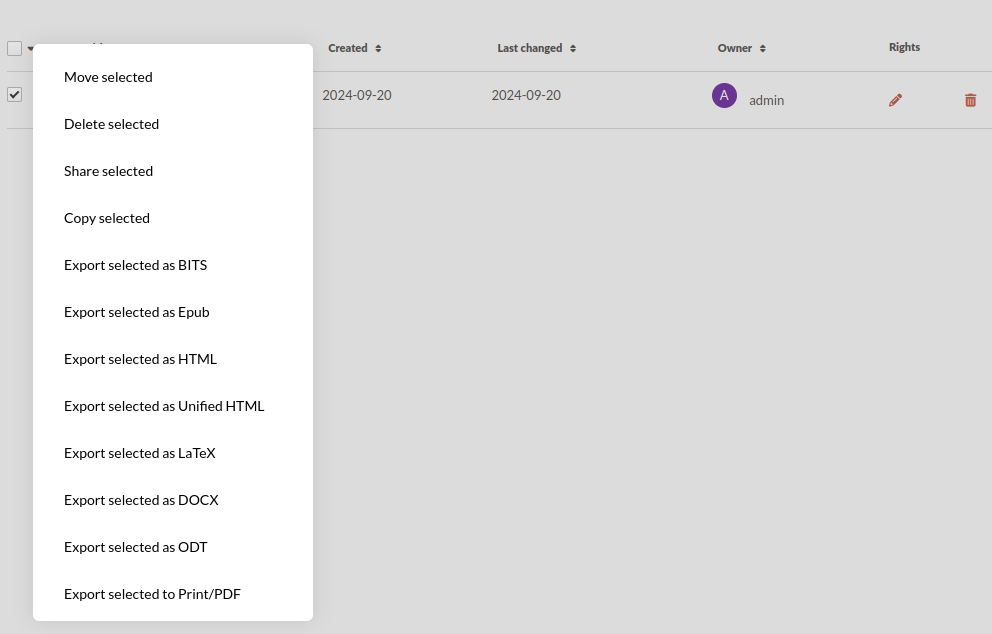 Created Last changed Owner Rights
2024-09-20 2024-09-20 A admin
Move selected
Delete selected
Share selected
Copy selected
Export selected as BITS
Export selected as Epub
Export selected as HTML
Export selected as Unified HTML
Export selected as LaTeX
Export selected as DOCX
Export selected as ODT
Export selected to Print/PDF